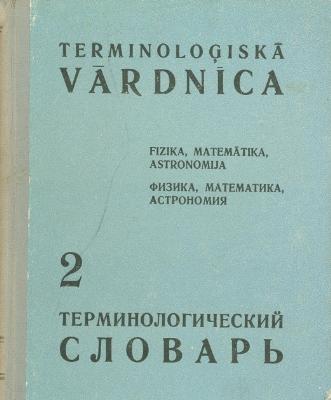 TERMINOLOĢISKĀ
VĀRDNĪCA
FIZIKA, MATEMĀTIKA,
ASTRONOMIJA
ФИЗИКА, МАТЕМАТИКА,
АСТРОНОМИЯ
2
ТЕРМИНОЛОГИЧЕСКИЙ
СЛОВАРЬ